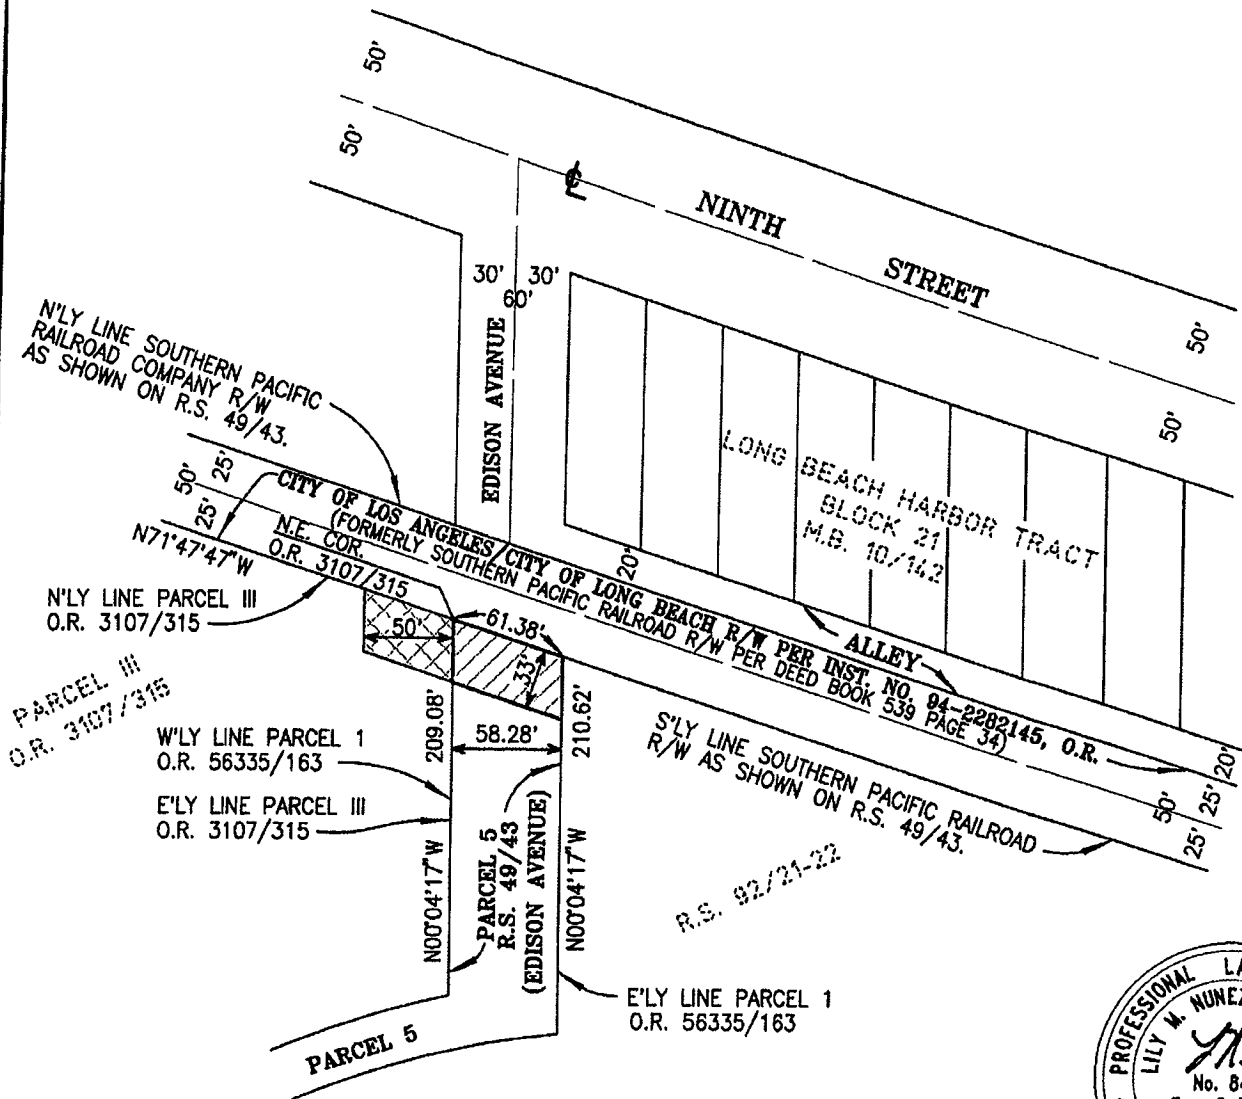 50'
50'
℄
NINTH
STREET
30' 30'
60'
50'
50'
EDISON AVENUE
N'LY LINE SOUTHERN PACIFIC
RAILROAD COMPANY R/W
AS SHOWN ON R.S. 49/43.
LONG BEACH HARBOR TRACT
BLOCK 21
M.B. 10/142
50'
25'
25'
N71°47'47"W
CITY OF LOS ANGELES/CITY OF LONG BEACH R/W PER INST. NO. 94-2282145, O.R.
(FORMERLY SOUTHERN PACIFIC RAILROAD R/W PER DEED BOOK 539 PAGE 34)
N.E. COR.
O.R. 3107/315
20'
ALLEY
N'LY LINE PARCEL III
O.R. 3107/315
50'
61.38'
33'
PARCEL III
O.R. 3107/315
209.08'
58.28'
210.62'
S'LY LINE SOUTHERN PACIFIC RAILROAD
R/W AS SHOWN ON R.S. 49/43.
20'
25'
50'
25'
W'LY LINE PARCEL 1
O.R. 56335/163
E'LY LINE PARCEL III
O.R. 3107/315
N00°04'17"W
PARCEL 5
R.S. 49/43
(EDISON AVENUE)
N00°04'17"W
R.S. 92/21-22
E'LY LINE PARCEL 1
O.R. 56335/163
PARCEL 5
PROFESSIONAL LA
LILY M. NUNEZ
No. 8